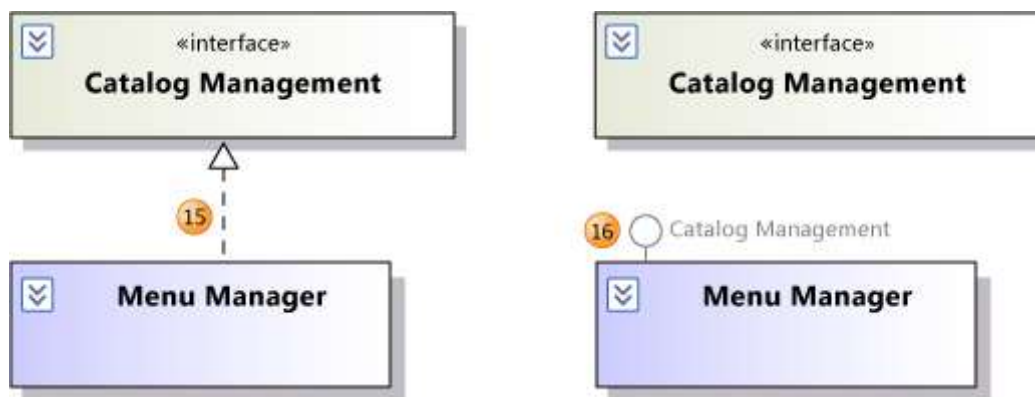 «interface»
Catalog Management
15
Menu Manager
«interface»
Catalog Management
16 Catalog Management
Menu Manager